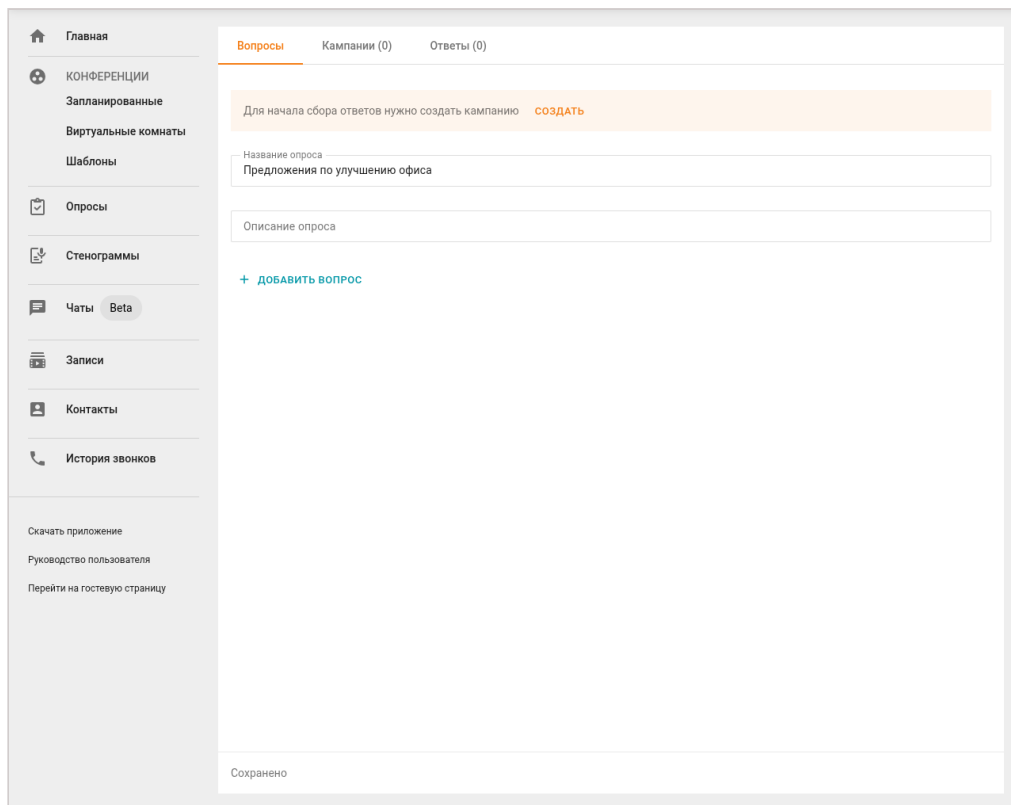 Главная
КОНФЕРЕНЦИИ
Запланированные
Виртуальные комнаты
Шаблоны
Опросы
Стенограммы
Чаты Beta
Записи
Контакты
История звонков
Скачать приложение
Руководство пользователя
Перейти на гостевую страницу
Вопросы Кампании (0) Ответы (0)
Для начала сбора ответов нужно создать кампанию СОЗДАТЬ
Название опроса
Предложения по улучшению офиса
Описание опроса
+ ДОБАВИТЬ ВОПРОС
Сохранено